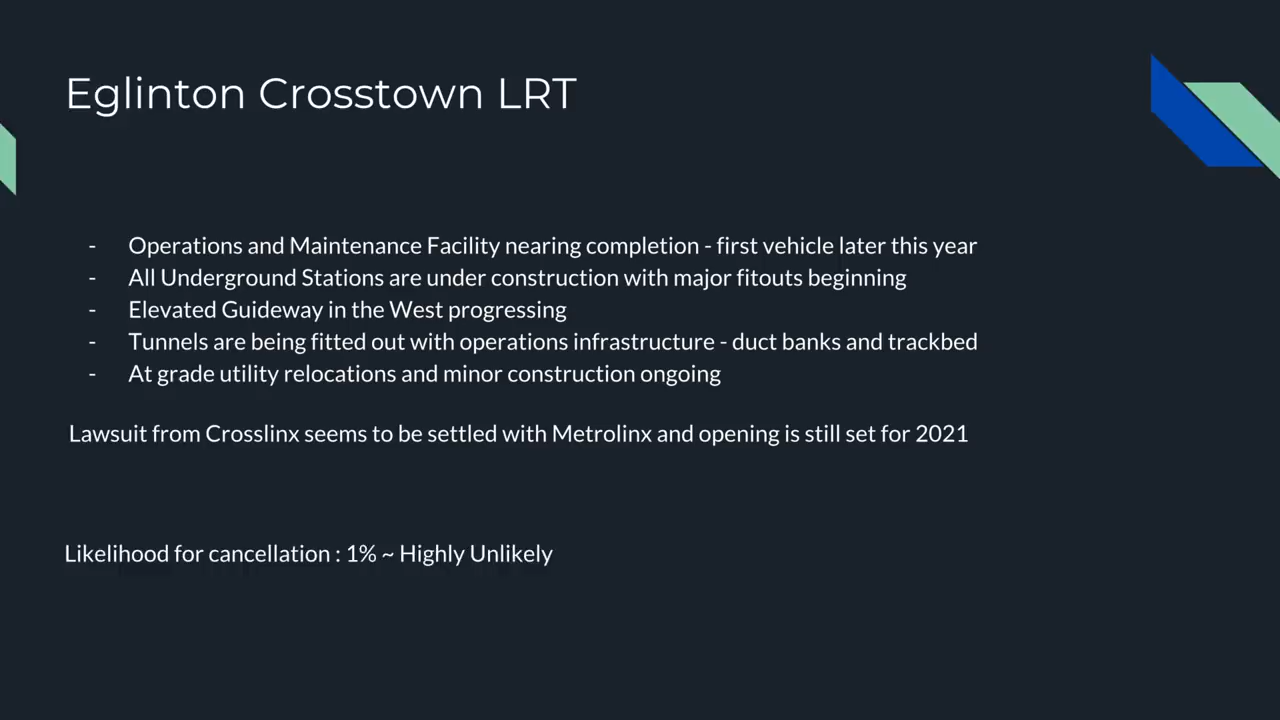 Eglinton Crosstown LRT
- Operations and Maintenance Facility nearing completion - first vehicle later this year
- All Underground Stations are under construction with major fitouts beginning
- Elevated Guideway in the West progressing
- Tunnels are being fitted out with operations infrastructure - duct banks and trackbed
- At grade utility relocations and minor construction ongoing
Lawsuit from Crosslinx seems to be settled with Metrolinx and opening is still set for 2021
Likelihood for cancellation : 1% ~ Highly Unlikely